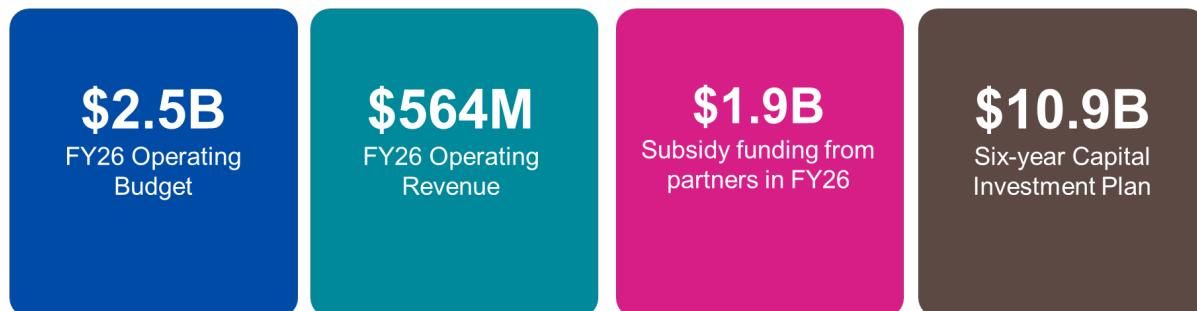 $2.5B
FY26 Operating
Budget
$564M
FY26 Operating
Revenue
$1.9B
Subsidy funding from
partners in FY26
$10.9B
Six-year Capital
Investment Plan